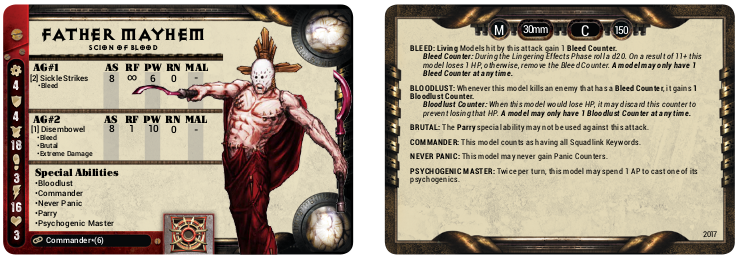 FATHER MAYHEM
SCION OF BLOOD
AG#1 AS RF PW RN MAL
[2] Sickle Strikes 8 ∞ 6 0 -
•Bleed
AG#2 AS RF PW RN MAL
[1] Disembowel 8 1 10 0 -
•Bleed
•Brutal
•Extreme Damage
4
4
18
3
16
3
Special Abilities
•Bloodlust
•Commander
•Never Panic
•Parry
•Psychogenic Master
Commander•(6)
M 30mm C 150
BLEED: Living Models hit by this attack gain 1 Bleed Counter.
Bleed Counter: During the Lingering Effects Phase roll a d20. On a result of 11+ this
model loses 1 HP, otherwise, remove the Bleed Counter. A model may only have 1
Bleed Counter at any time.
BLOODLUST: Whenever this model kills an enemy that has a Bleed Counter, it gains 1
Bloodlust Counter.
Bloodlust Counter: When this model would lose HP, it may discard this counter to
prevent losing that HP. A model may only have 1 Bloodlust Counter at any time.
BRUTAL: The Parry special ability may not be used against this attack.
COMMANDER: This model counts as having all Squadlink Keywords.
NEVER PANIC: This model may never gain Panic Counters.
PSYCHOGENIC MASTER: Twice per turn, this model may spend 1 AP to cast one of its
psychogenics.
2017